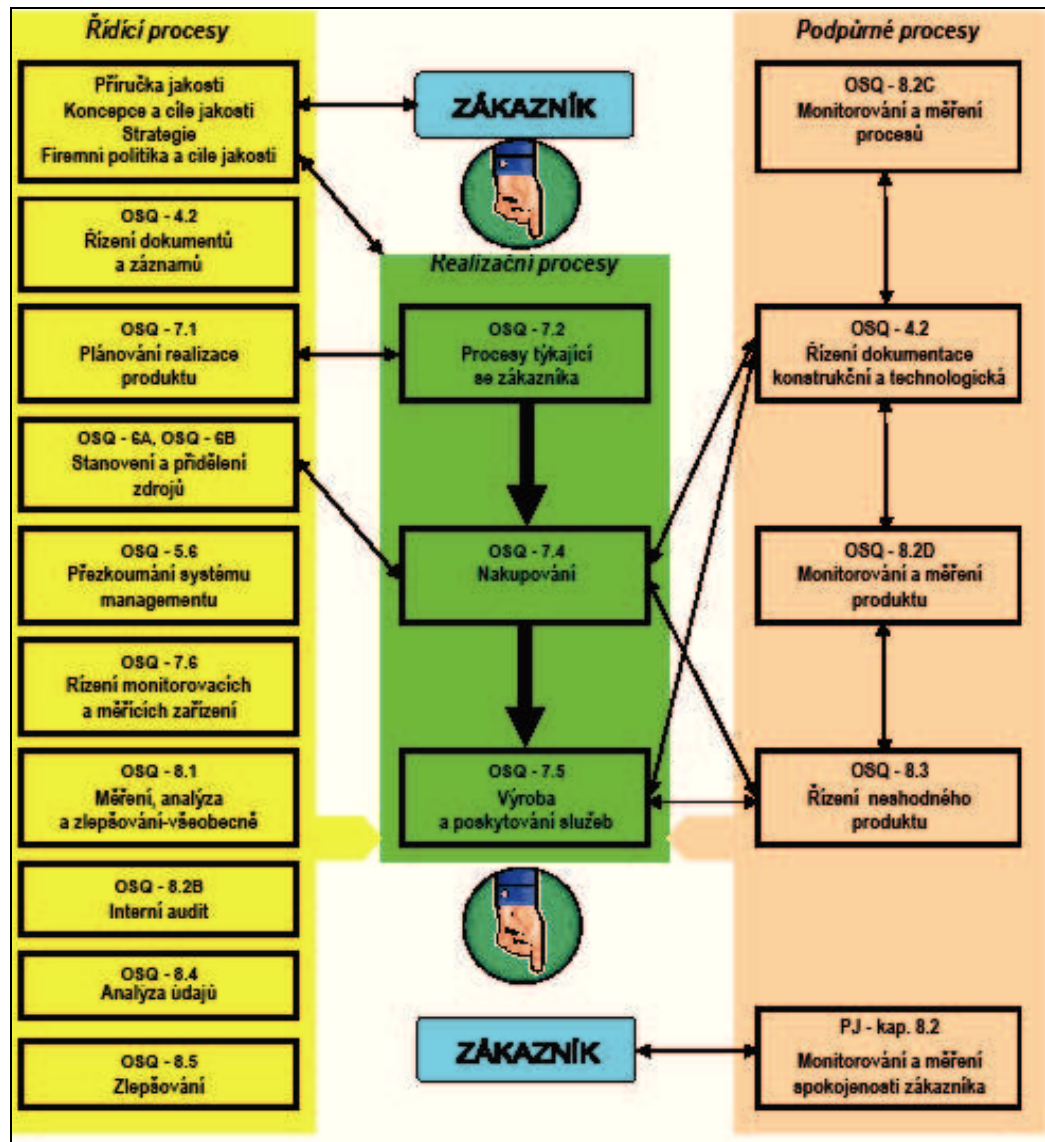 Řídící procesy
Příručka jakosti
Koncepce a cíle jakosti
Strategie
Firemní politika a cíle jakosti
OSQ - 4.2
Řízení dokumentů
a záznamů
OSQ - 7.1
Plánování realizace
produktu
OSQ - 6A, OSQ - 6B
Stanovení a přidělení
zdrojů
OSQ - 5.6
Přezkoumání systému
managementu
OSQ - 7.6
Rízení monitorovacích
a měřících zařízení
OSQ - 8.1
Měření, analýza
a zlepšování-všeobecně
OSQ - 8.2B
Interní audit
OSQ - 8.4
Analýza údajů
OSQ - 8.5
Zlepšování
ZÁKAZNÍK
Realizační procesy
OSQ - 7.2
Procesy týkající
se zákazníka
OSQ - 7.4
Nakupování
OSQ - 7.5
Výroba
a poskytování služeb
ZÁKAZNÍK
Podpůrné procesy
OSQ - 8.2C
Monitorování a měření
procesů
OSQ - 4.2
Řízení dokumentace
konstrukční a technologická
OSQ - 8.2D
Monitorování a měření
produktu
OSQ - 8.3
Řízení neshodného
produktu
PJ - kap. 8.2
Monitorování a měření
spokojenosti zákazníka